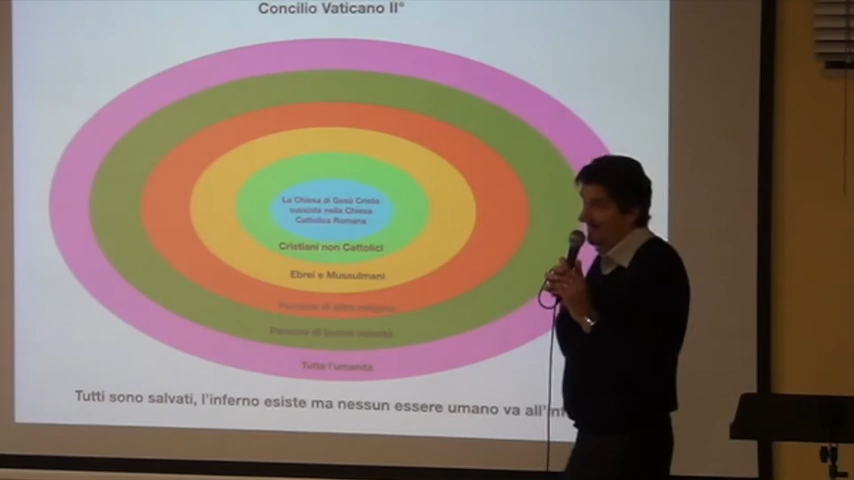 Concilio Vaticano II°
La Chiesa di Gesù Cristo
sussiste nella Chiesa
Cattolica Romana
Cristiani non Cattolici
Ebrei e Mussulmani
Persone di altre religioni
Persone di buona volontà
Tutta l'umanità
Tutti sono salvati, l'inferno esiste ma nessun essere umano va all'inf